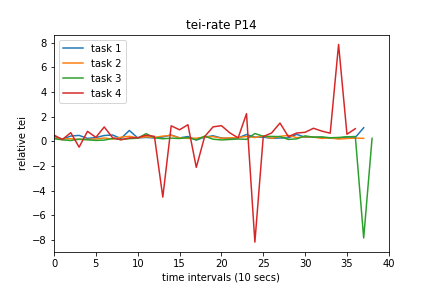 tei-rate P14
task 1
task 2
task 3
task 4
relative tei
8
6
4
2
0
−2
−4
−6
−8
0 5 10 15 20 25 30 35 40
time intervals (10 secs)